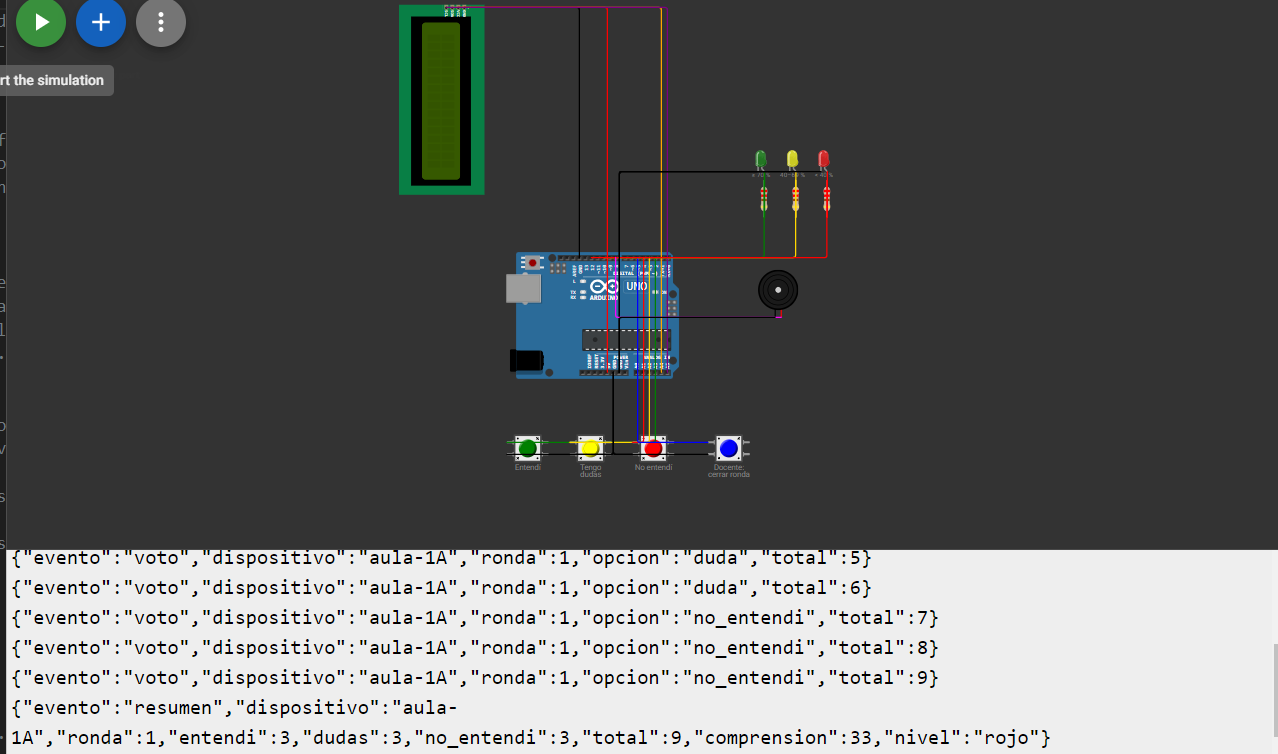 rt the simulation
UNO
ARDUINO
Entendí
Tengo
dudas
No entendí
Docente:
cerrar ronda
{"evento":"voto","dispositivo":"aula-1A","ronda":1,"opcion":"duda","total":5}
{"evento":"voto","dispositivo":"aula-1A","ronda":1,"opcion":"duda","total":6}
{"evento":"voto","dispositivo":"aula-1A","ronda":1,"opcion":"no_entendi","total":7}
{"evento":"voto","dispositivo":"aula-1A","ronda":1,"opcion":"no_entendi","total":8}
{"evento":"voto","dispositivo":"aula-1A","ronda":1,"opcion":"no_entendi","total":9}
{"evento":"resumen","dispositivo":"aula-
1A","ronda":1,"entendi":3,"dudas":3,"no_entendi":3,"total":9,"comprension":33,"nivel":"rojo"}